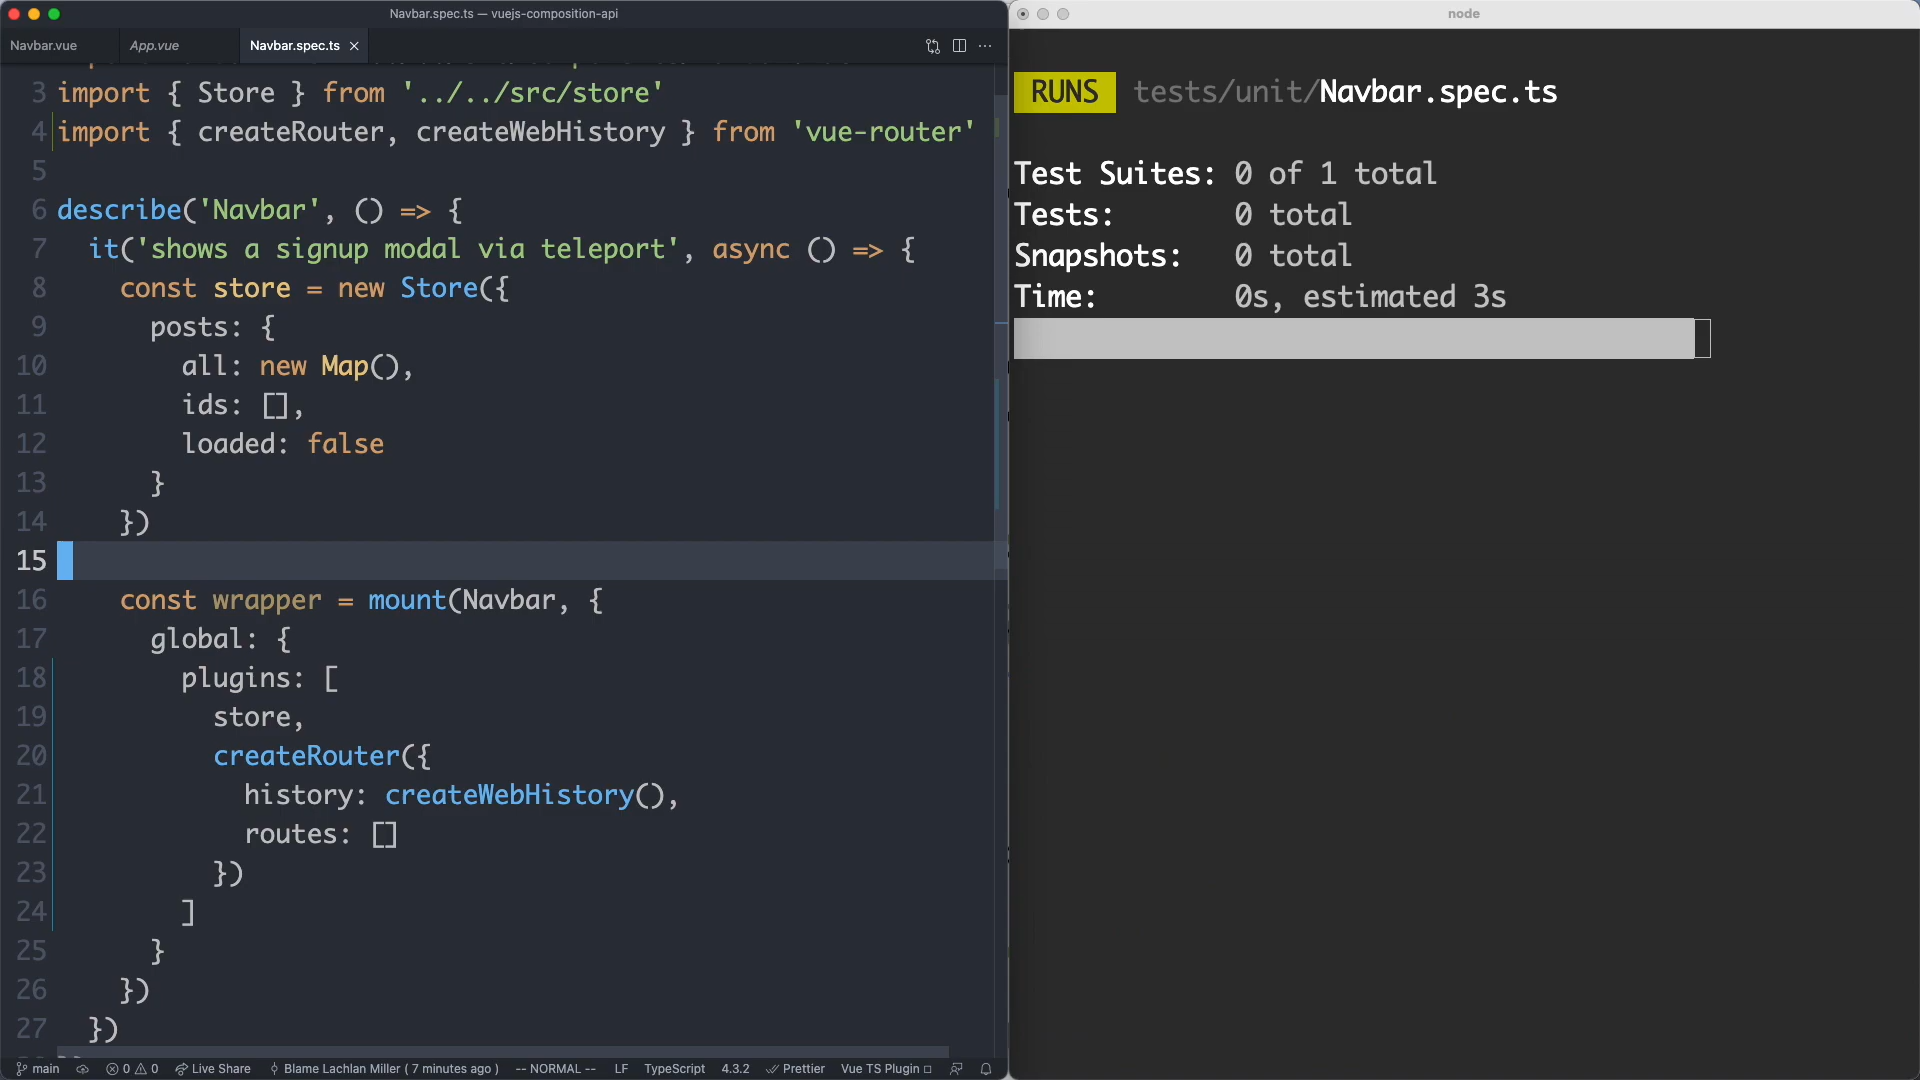 Navbar.spec.ts — vuejs-composition-api
Navbar.vue
App.vue
Navbar.spec.ts
3 import { Store } from '../../src/store'
4 import { createRouter, createWebHistory } from 'vue-router'
5
6 describe('Navbar', () => {
7   it('shows a signup modal via teleport', async () => {
8     const store = new Store({
9       posts: {
10         all: new Map(),
11         ids: [],
12         loaded: false
13       }
14     })
15
16     const wrapper = mount(Navbar, {
17       global: {
18         plugins: [
19           store,
20           createRouter({
21             history: createWebHistory(),
22             routes: []
23           })
24         ]
25       }
26     })
27   })
main
0 0
Live Share
Blame Lachlan Miller ( 7 minutes ago )
-- NORMAL --
LF
TypeScript
4.3.2
Prettier
Vue TS Plugin
node
RUNS tests/unit/Navbar.spec.ts
Test Suites: 0 of 1 total
Tests: 0 total
Snapshots: 0 total
Time: 0s, estimated 3s